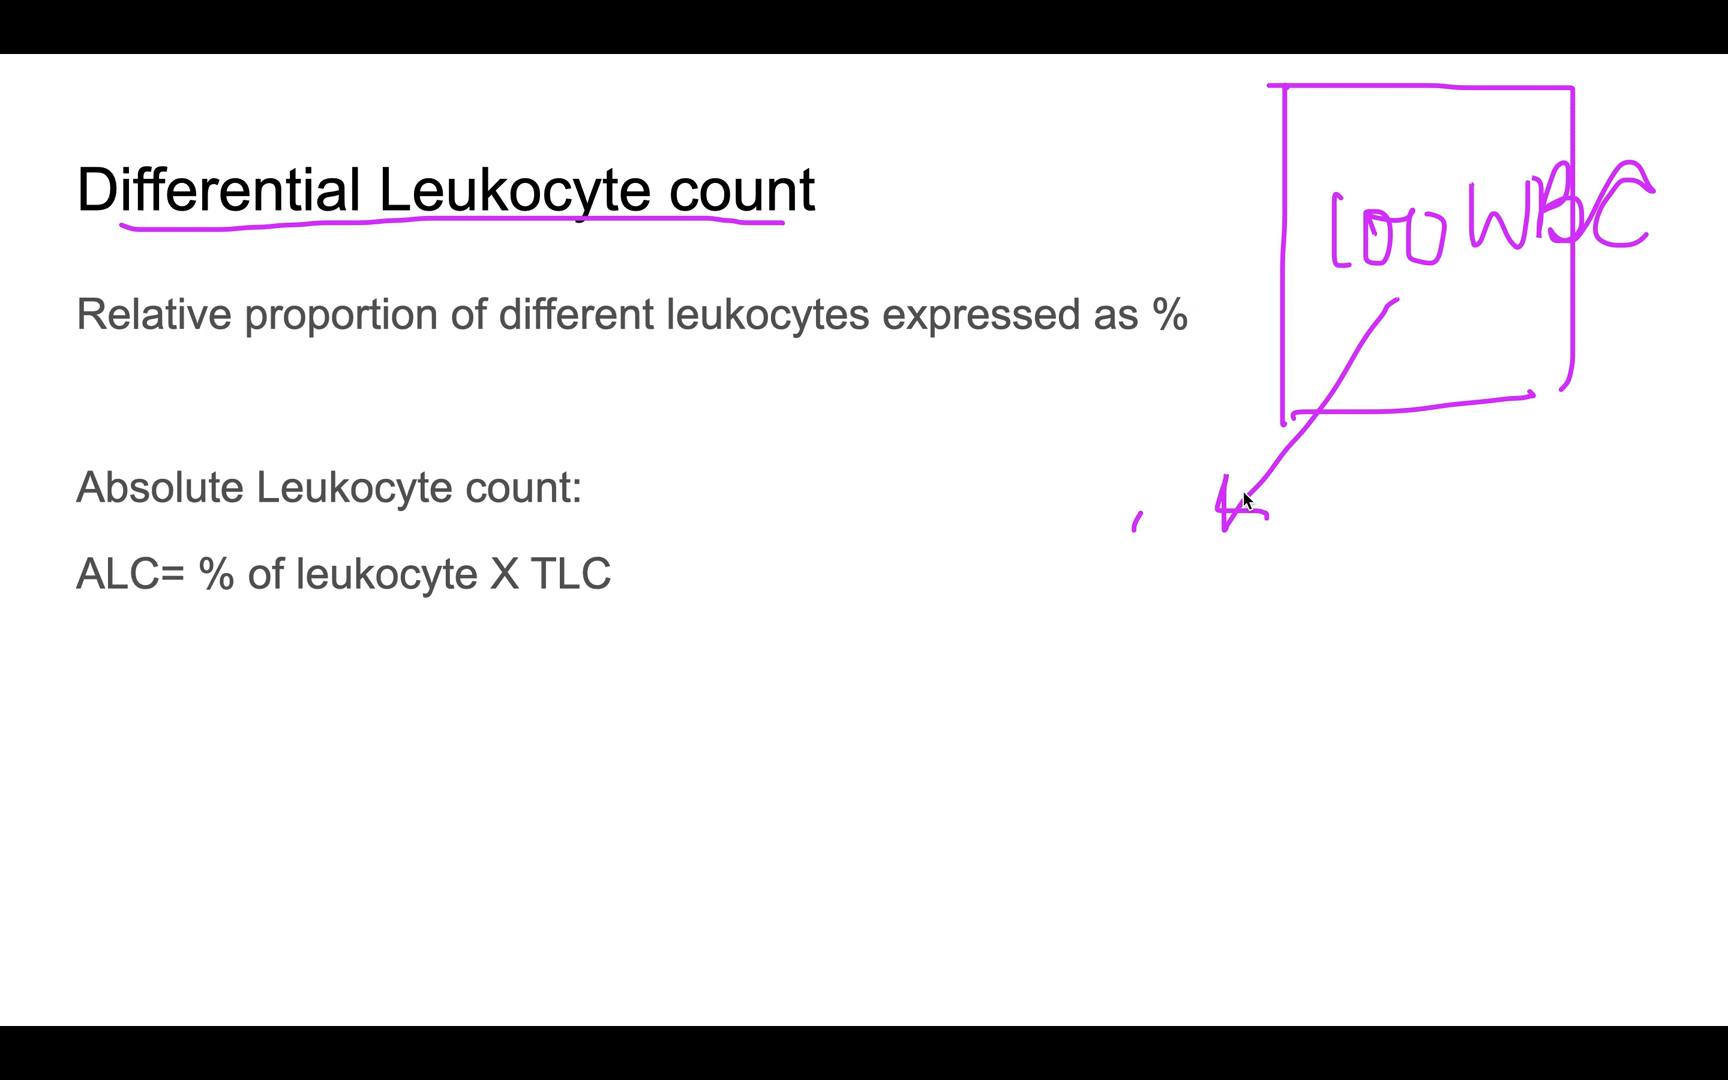 Differential Leukocyte count
100 WBC
Relative proportion of different leukocytes expressed as %
Absolute Leukocyte count:
ALC= % of leukocyte X TLC